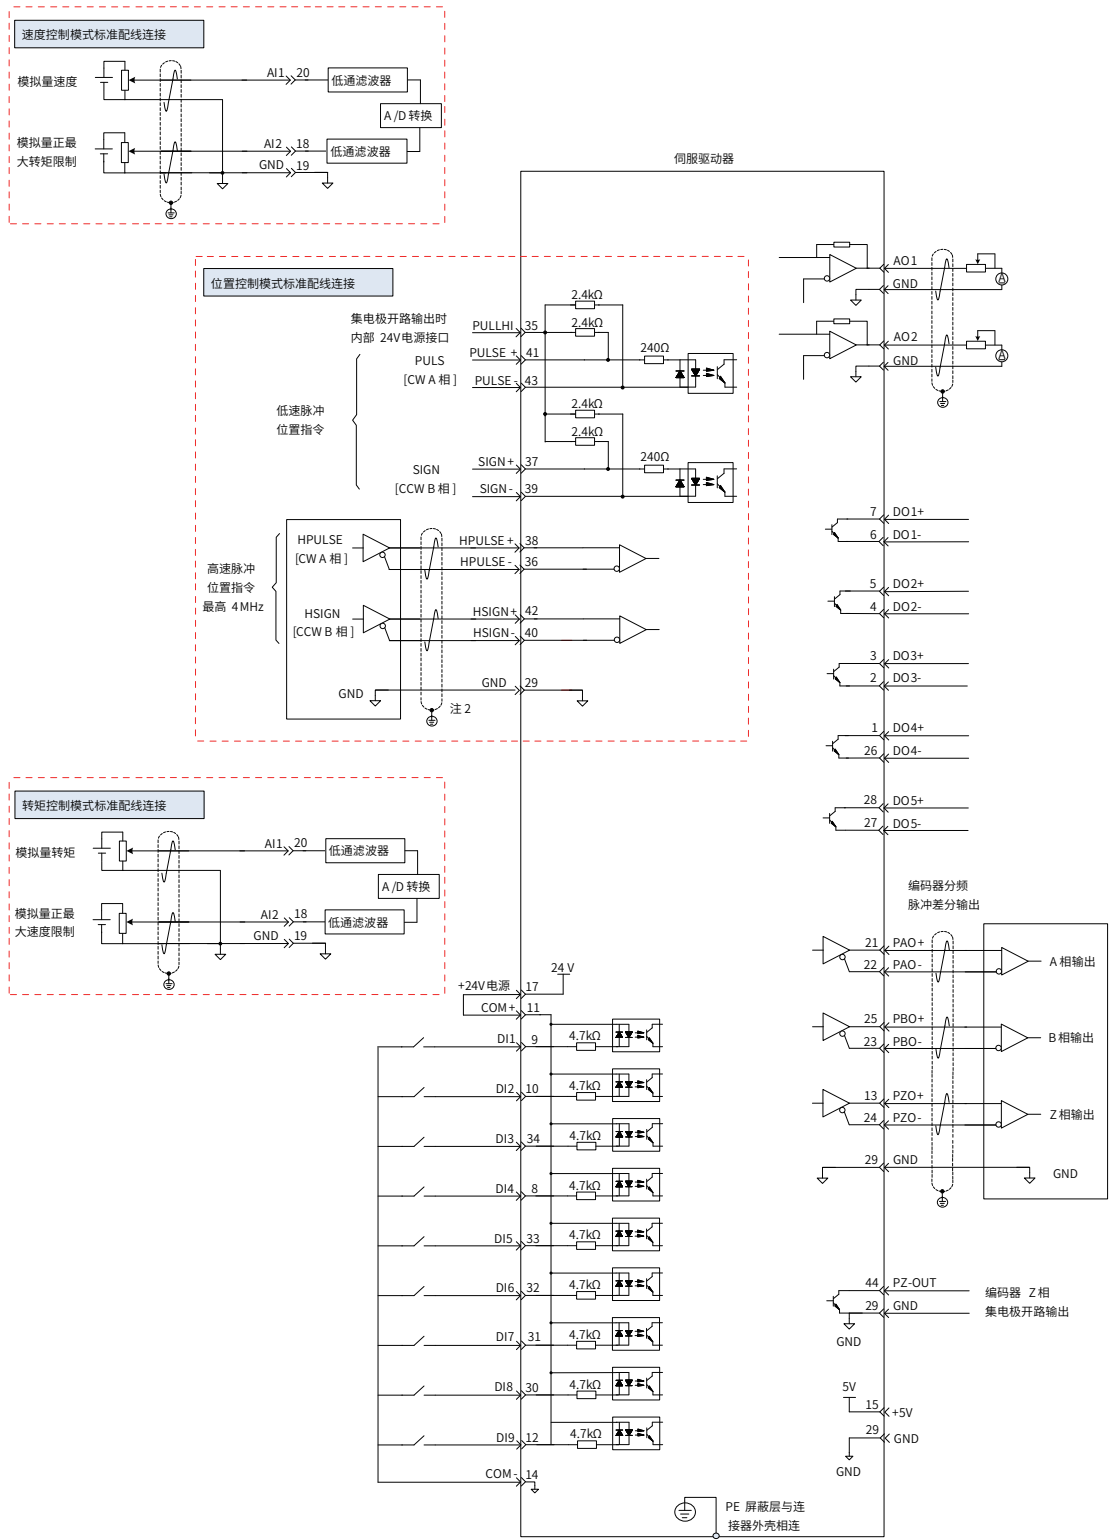 速度控制模式标准配线连接
模拟量速度
AI1 20
低通滤波器
A/D 转换
模拟量正最
大转矩限制
AI2 18
低通滤波器
GND 19
伺服驱动器
位置控制模式标准配线连接
集电极开路输出时
内部 24V电源接口
PULLHI 35
2.4kΩ
2.4kΩ
PULS
[CW A 相]
PULSE + 41
240Ω
PULSE- 43
低速脉冲
位置指令
2.4kΩ
2.4kΩ
SIGN
[CCW B 相]
SIGN + 37
240Ω
SIGN - 39
高速脉冲
位置指令
最高 4MHz
HPULSE
[CW A 相]
HPULSE + 38
HPULSE - 36
HSIGN
[CCW B 相]
HSIGN+ 42
HSIGN- 40
GND
GND 29
注 2
转矩控制模式标准配线连接
模拟量转矩
AI1 20
低通滤波器
A/D 转换
模拟量正最
大速度限制
AI2 18
低通滤波器
GND 19
+24V电源 17
24 V
COM+ 11
DI1 9 4.7kΩ
DI2 10 4.7kΩ
DI3 34 4.7kΩ
DI4 8 4.7kΩ
DI5 33 4.7kΩ
DI6 32 4.7kΩ
DI7 31 4.7kΩ
DI8 30 4.7kΩ
DI9 12 4.7kΩ
COM- 14
AO1
A
GND
AO2
A
GND
7 DO1+
6 DO1-
5 DO2+
4 DO2-
3 DO3+
2 DO3-
1 DO4+
26 DO4-
28 DO5+
27 DO5-
编码器分频
脉冲差分输出
21 PAO+
22 PAO-
A相输出
25 PBO+
23 PBO-
B相输出
13 PZO+
24 PZO-
Z相输出
29 GND
GND
44 PZ-OUT
29 GND
GND
编码器 Z相
集电极开路输出
5V
15 +5V
29 GND
GND
PE 屏蔽层与连
接器外壳相连